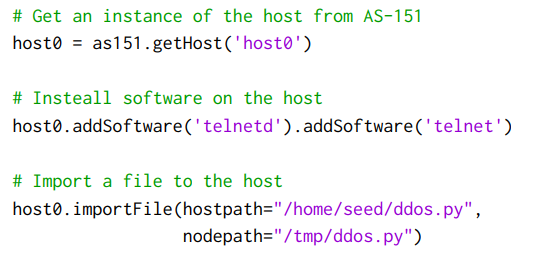 # Get an instance of the host from AS-151
host0 = as151.getHost('host0')
# Insteall software on the host
host0.addSoftware('telnetd').addSoftware('telnet')
# Import a file to the host
host0.importFile(hostpath="/home/seed/ddos.py",
nodepath="/tmp/ddos.py")